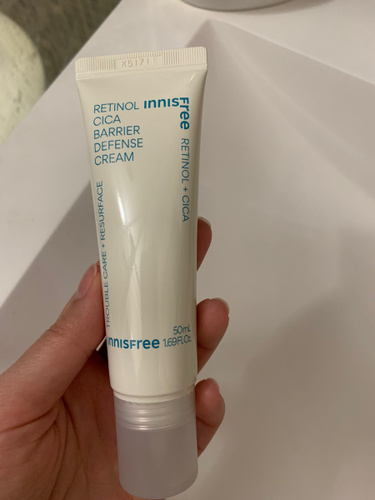 X5171
RETINOL
CICA
BARRIER
DEFENSE
CREAM
innisfree
RETINOL + CICA
TROUBLE CARE + RESURFACE
50mL
1.69Fl.Oz.
innisfree